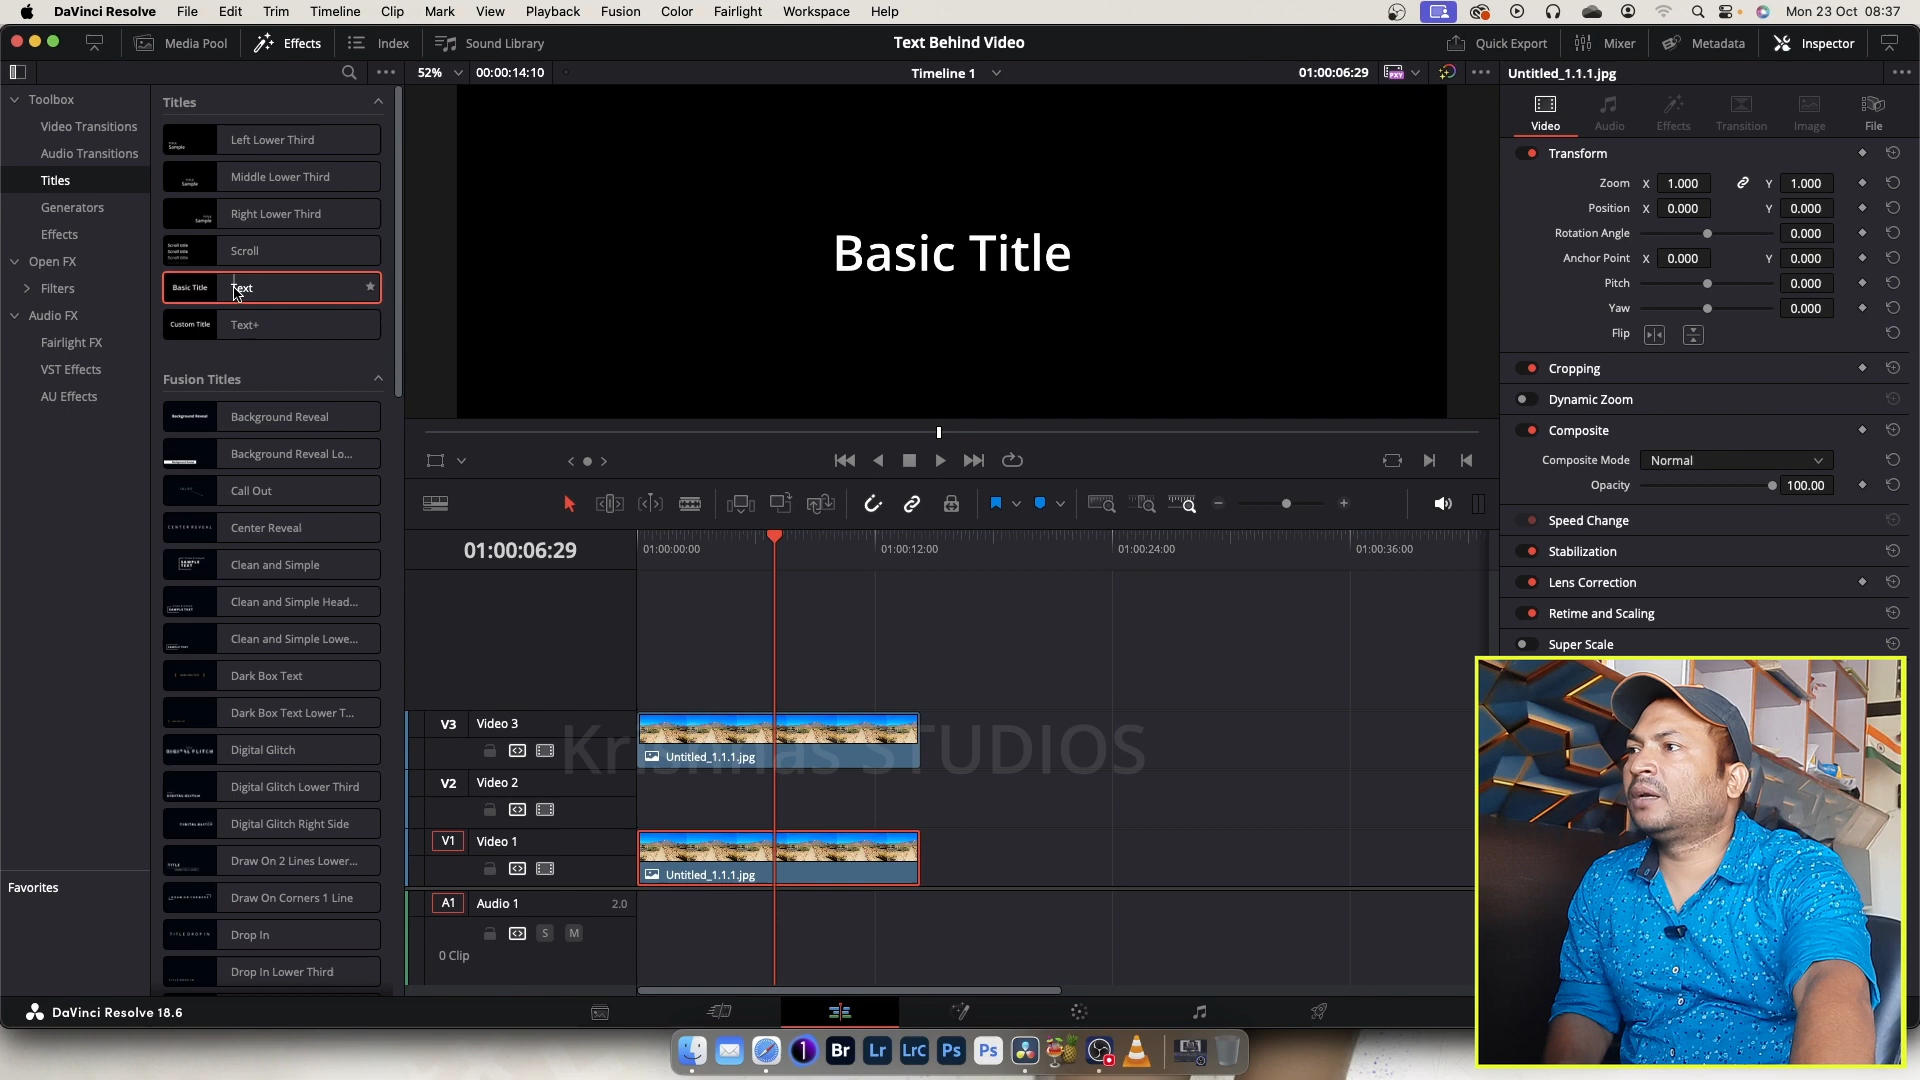 DaVinci Resolve File Edit Trim Timeline Clip Mark View Playback Fusion Color Fairlight Workspace Help Mon 23 Oct 08:37
Media Pool Effects Index Sound Library Text Behind Video Quick Export Mixer Metadata Inspector
52% 00:00:14:10 Timeline 1 01:00:06:29 Untitled_1.1.1.jpg
Toolbox
Video Transitions
Audio Transitions
Titles
Generators
Effects
Open FX
Filters
Audio FX
Fairlight FX
VST Effects
AU Effects
Favorites
Titles
Left Lower Third
Middle Lower Third
Right Lower Third
Scroll
Basic Title Text
Custom Title Text+
Fusion Titles
Background Reveal
Background Reveal Lo...
Call Out
Center Reveal
Clean and Simple
Clean and Simple Head...
Clean and Simple Lowe...
Dark Box Text
Dark Box Text Lower T...
Digital Glitch
Digital Glitch Lower Third
Digital Glitch Right Side
Draw On 2 Lines Lower...
Draw On Corners 1 Line
Drop In
Drop In Lower Third
Basic Title
Video Audio Effects Transition Image File
Transform
Zoom X 1.000 Y 1.000
Position X 0.000 Y 0.000
Rotation Angle 0.000
Anchor Point X 0.000 Y 0.000
Pitch 0.000
Yaw 0.000
Flip
Cropping
Dynamic Zoom
Composite
Composite Mode Normal
Opacity 100.00
Speed Change
Stabilization
Lens Correction
Retime and Scaling
Super Scale
01:00:06:29 01:00:00:00 01:00:12:00 01:00:24:00 01:00:36:00
V3 Video 3
Untitled_1.1.1.jpg
Krishnas STUDIOS
V2 Video 2
V1 Video 1
Untitled_1.1.1.jpg
A1 Audio 1 2.0
S M
0 Clip
DaVinci Resolve 18.6
Br Lr LrC Ps Ps